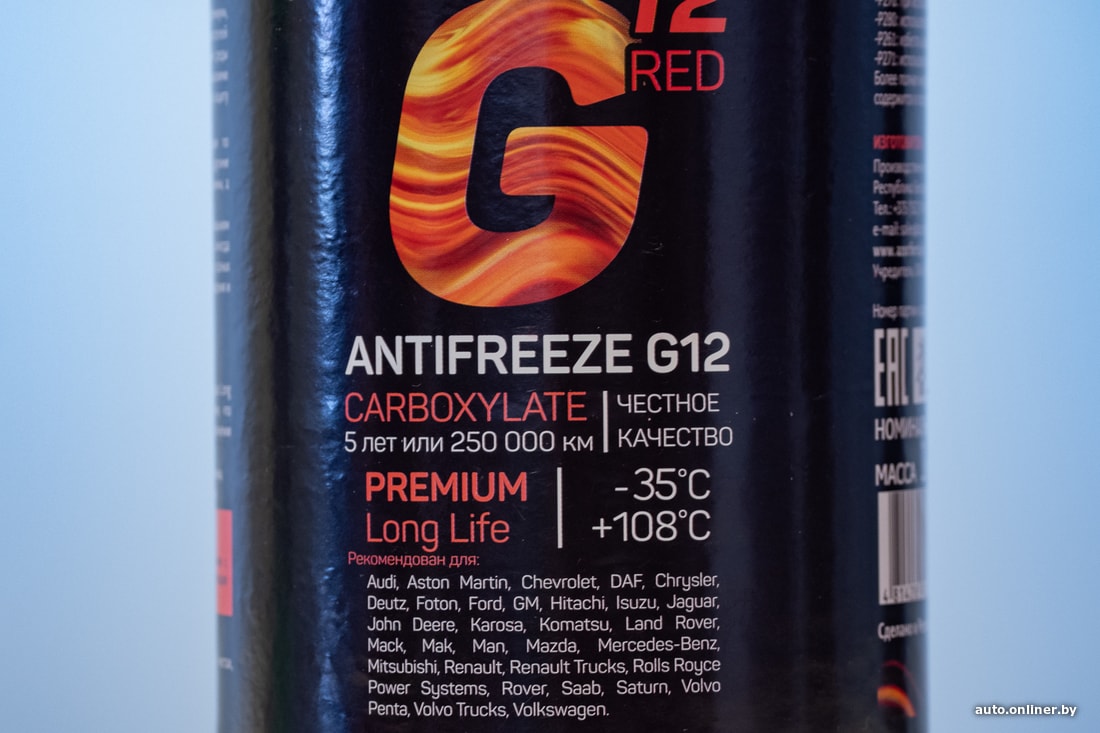 G12
RED
ANTIFREEZE G12
CARBOXYLATE
5 лет или 250 000 км
ЧЕСТНОЕ
КАЧЕСТВО
PREMIUM
Long Life
-35°C
+108°C
Рекомендован для:
Audi, Aston Martin, Chevrolet, DAF, Chrysler,
Deutz, Foton, Ford, GM, Hitachi, Isuzu, Jaguar,
John Deere, Karosa, Komatsu, Land Rover,
Mack, Mak, Man, Mazda, Mercedes-Benz,
Mitsubishi, Renault, Renault Trucks, Rolls Royce
Power Systems, Rover, Saab, Saturn, Volvo
Penta, Volvo Trucks, Volkswagen.
Более
EAC
МАССА
auto.onliner.by